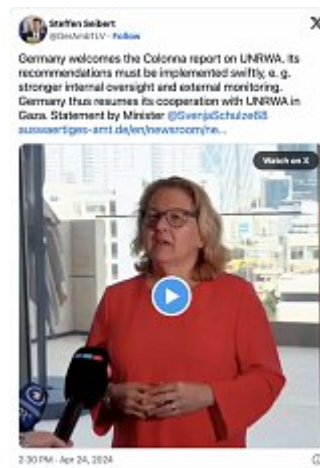 Steffen Seibert
@GerAmbTLV · Follow
Germany welcomes the Colonna report on UNRWA. Its
recommendations must be implemented swiftly, e. g.
stronger internal oversight and external monitoring.
Germany thus resumes its cooperation with UNRWA in
Gaza. Statement by Minister @SvenjaSchulze68
auswaertiges-amt.de/en/newsroom/ne...
Watch on X
2:30 PM · Apr 24, 2024